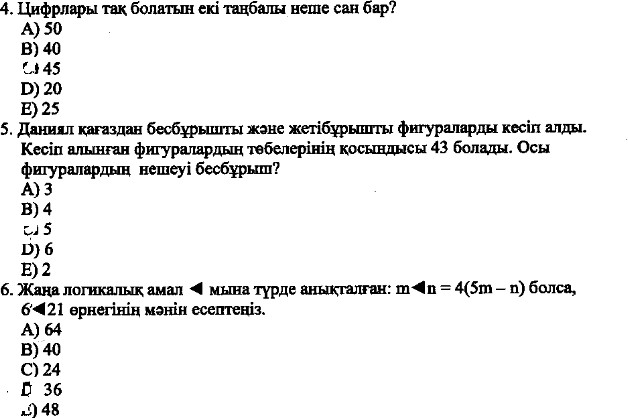 4. Цифрлары тақ болатын екі таңбалы неше сан бар?
A) 50
B) 40
C) 45
D) 20
E) 25
5. Даниял қағаздан бесбұрышты және жетібұрышты фигураларды кесіп алды.
Кесіп алынған фигуралардың төбелерінің қосындысы 43 болады. Осы
фигуралардың нешеуі бесбұрыш?
A) 3
B) 4
C) 5
D) 6
E) 2
6. Жаңа логикалық амал ◄ мына түрде анықталған: m◄n = 4(5m – n) болса,
6◄21 өрнегінің мәнін есептеңіз.
A) 64
B) 40
C) 24
D 36
E) 48